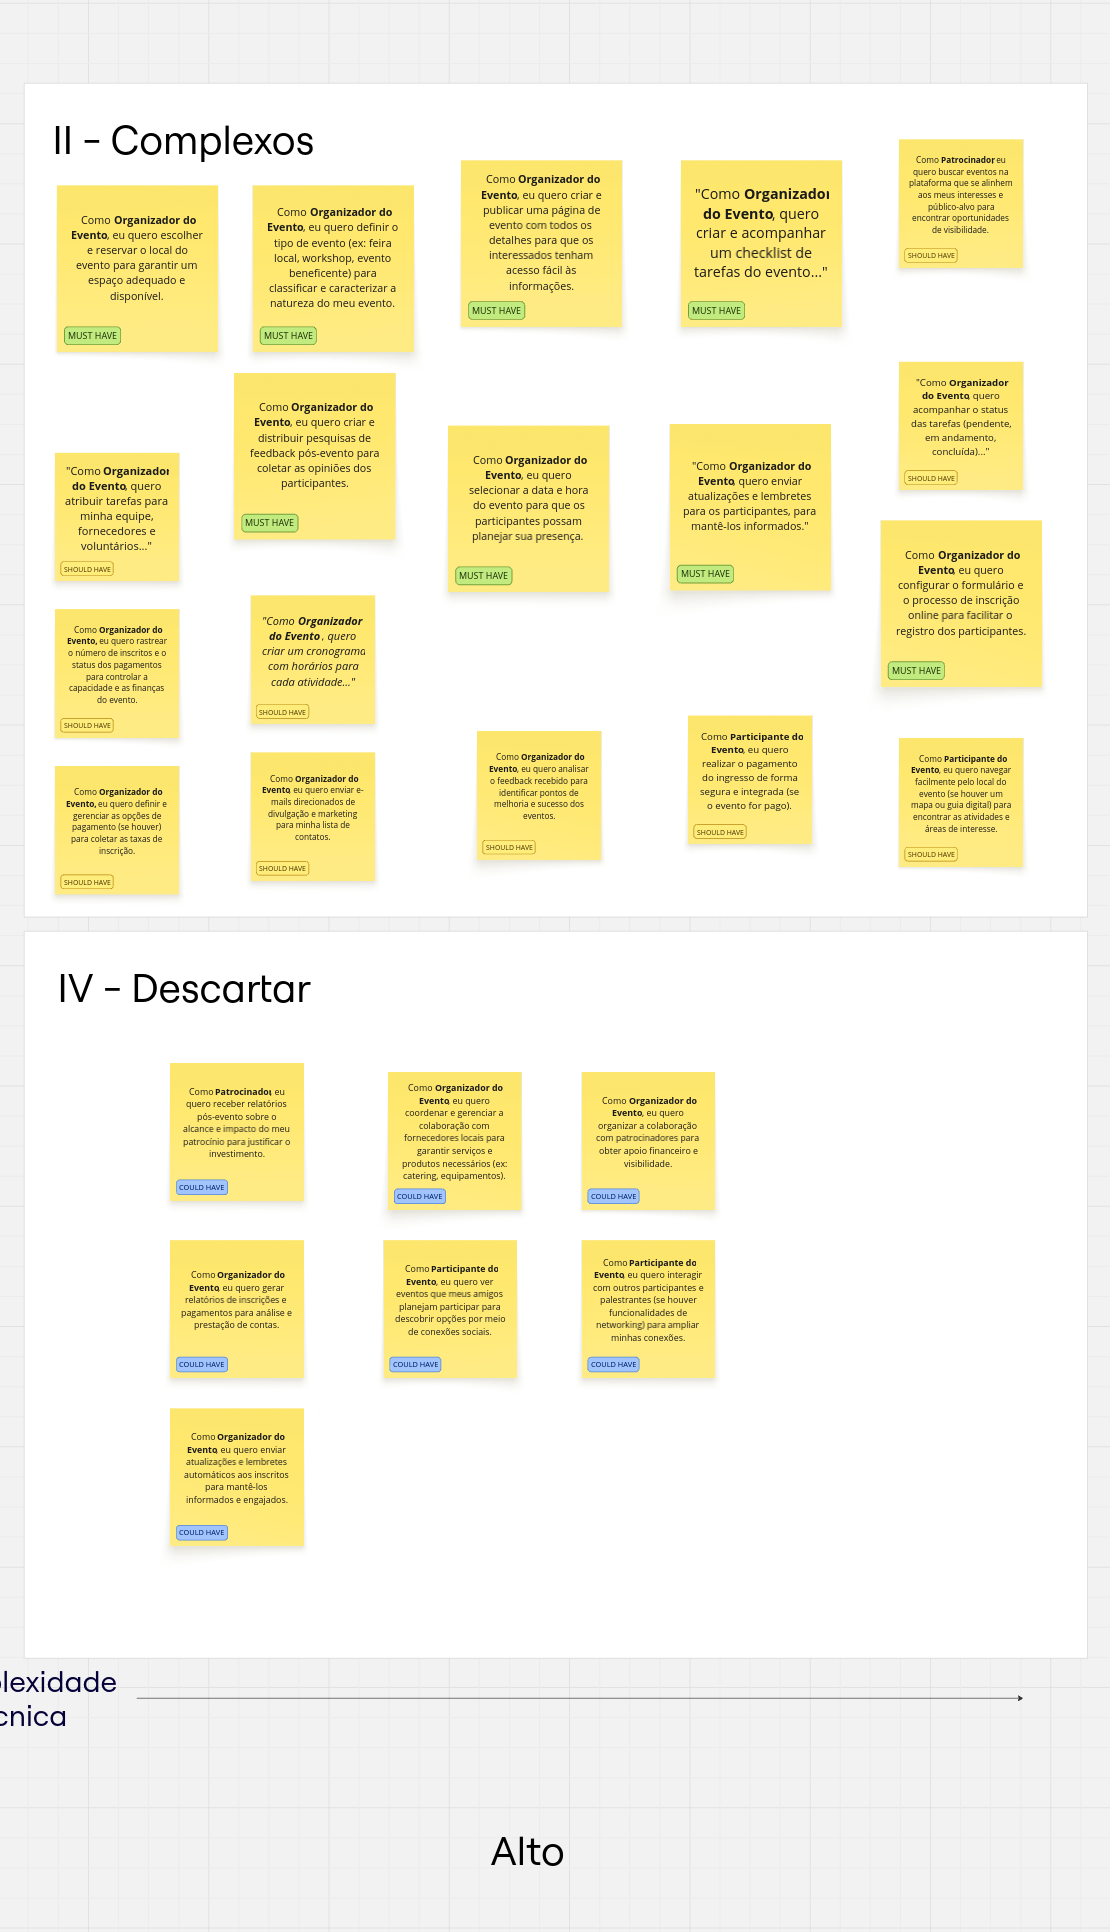 II - Complexos
Como Organizador do
Evento, eu quero escolher
e reservar o local do
evento para garantir um
espaço adequado e
disponível.
MUST HAVE
Como Organizador do
Evento, eu quero definir o
tipo de evento (ex: feira
local, workshop, evento
beneficente) para
classificar e caracterizar a
natureza do meu evento.
MUST HAVE
Como Organizador do
Evento, eu quero criar e
publicar uma página de
evento com todos os
detalhes para que os
interessados tenham
acesso fácil às
informações.
MUST HAVE
"Como Organizador
do Evento, quero
criar e acompanhar
um checklist de
tarefas do evento..."
MUST HAVE
Como Patrocinador, eu
quero buscar eventos na
plataforma que se alinhem
aos meus interesses e
público-alvo para
encontrar oportunidades
de visibilidade.
SHOULD HAVE
"Como Organizador
do Evento, quero
atribuir tarefas para
minha equipe,
fornecedores e
voluntários..."
SHOULD HAVE
Como Organizador do
Evento, eu quero criar e
distribuir pesquisas de
feedback pós-evento para
coletar as opiniões dos
participantes.
MUST HAVE
Como Organizador do
Evento, eu quero
selecionar a data e hora
do evento para que os
participantes possam
planejar sua presença.
MUST HAVE
"Como Organizador do
Evento, quero enviar
atualizações e lembretes
para os participantes, para
mantê-los informados."
MUST HAVE
"Como Organizador
do Evento, quero
acompanhar o status
das tarefas (pendente,
em andamento,
concluída)..."
SHOULD HAVE
Como Organizador do
Evento, eu quero
configurar o formulário e
o processo de inscrição
online para facilitar o
registro dos participantes.
MUST HAVE
Como Organizador do
Evento, eu quero rastrear
o número de inscritos e o
status dos pagamentos
para controlar a
capacidade e as finanças
do evento.
SHOULD HAVE
"Como Organizador
do Evento, quero
criar um cronograma
com horários para
cada atividade..."
SHOULD HAVE
Como Organizador do
Evento, eu quero definir e
gerenciar as opções de
pagamento (se houver)
para coletar as taxas de
inscrição.
SHOULD HAVE
Como Organizador do
Evento, eu quero enviar e-
mails direcionados de
divulgação e marketing
para minha lista de
contatos.
SHOULD HAVE
Como Organizador do
Evento, eu quero analisar
o feedback recebido para
identificar pontos de
melhoria e sucesso dos
eventos.
SHOULD HAVE
Como Participante do
Evento, eu quero
realizar o pagamento
do ingresso de forma
segura e integrada (se
o evento for pago).
SHOULD HAVE
Como Participante do
Evento, eu quero navegar
facilmente pelo local do
evento (se houver um
mapa ou guia digital) para
encontrar as atividades e
áreas de interesse.
SHOULD HAVE
IV - Descartar
Como Patrocinador, eu
quero receber relatórios
pós-evento sobre o
alcance e impacto do meu
patrocínio para justificar o
investimento.
COULD HAVE
Como Organizador do
Evento, eu quero
coordenar e gerenciar a
colaboração com
fornecedores locais para
garantir serviços e
produtos necessários (ex:
catering, equipamentos).
COULD HAVE
Como Organizador do
Evento, eu quero
organizar a colaboração
com patrocinadores para
obter apoio financeiro e
visibilidade.
COULD HAVE
Como Organizador do
Evento, eu quero gerar
relatórios de inscrições e
pagamentos para análise e
prestação de contas.
COULD HAVE
Como Participante do
Evento, eu quero ver
eventos que meus amigos
planejam participar para
descobrir opções por meio
de conexões sociais.
COULD HAVE
Como Participante do
Evento, eu quero interagir
com outros participantes e
palestrantes (se houver
funcionalidades de
networking) para ampliar
minhas conexões.
COULD HAVE
Como Organizador do
Evento, eu quero enviar
atualizações e lembretes
automáticos aos inscritos
para mantê-los
informados e engajados.
COULD HAVE
plexidade
cnica
Alto